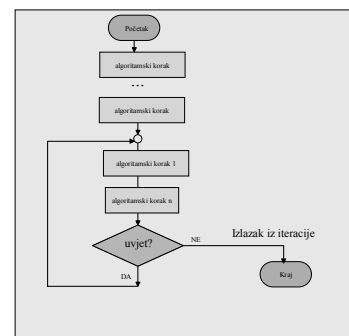 Početak
algoritamski korak
...
algoritamski korak
algoritamski korak 1
algoritamski korak n
uvjet?
NE
Izlazak iz iteracije
DA
Kraj